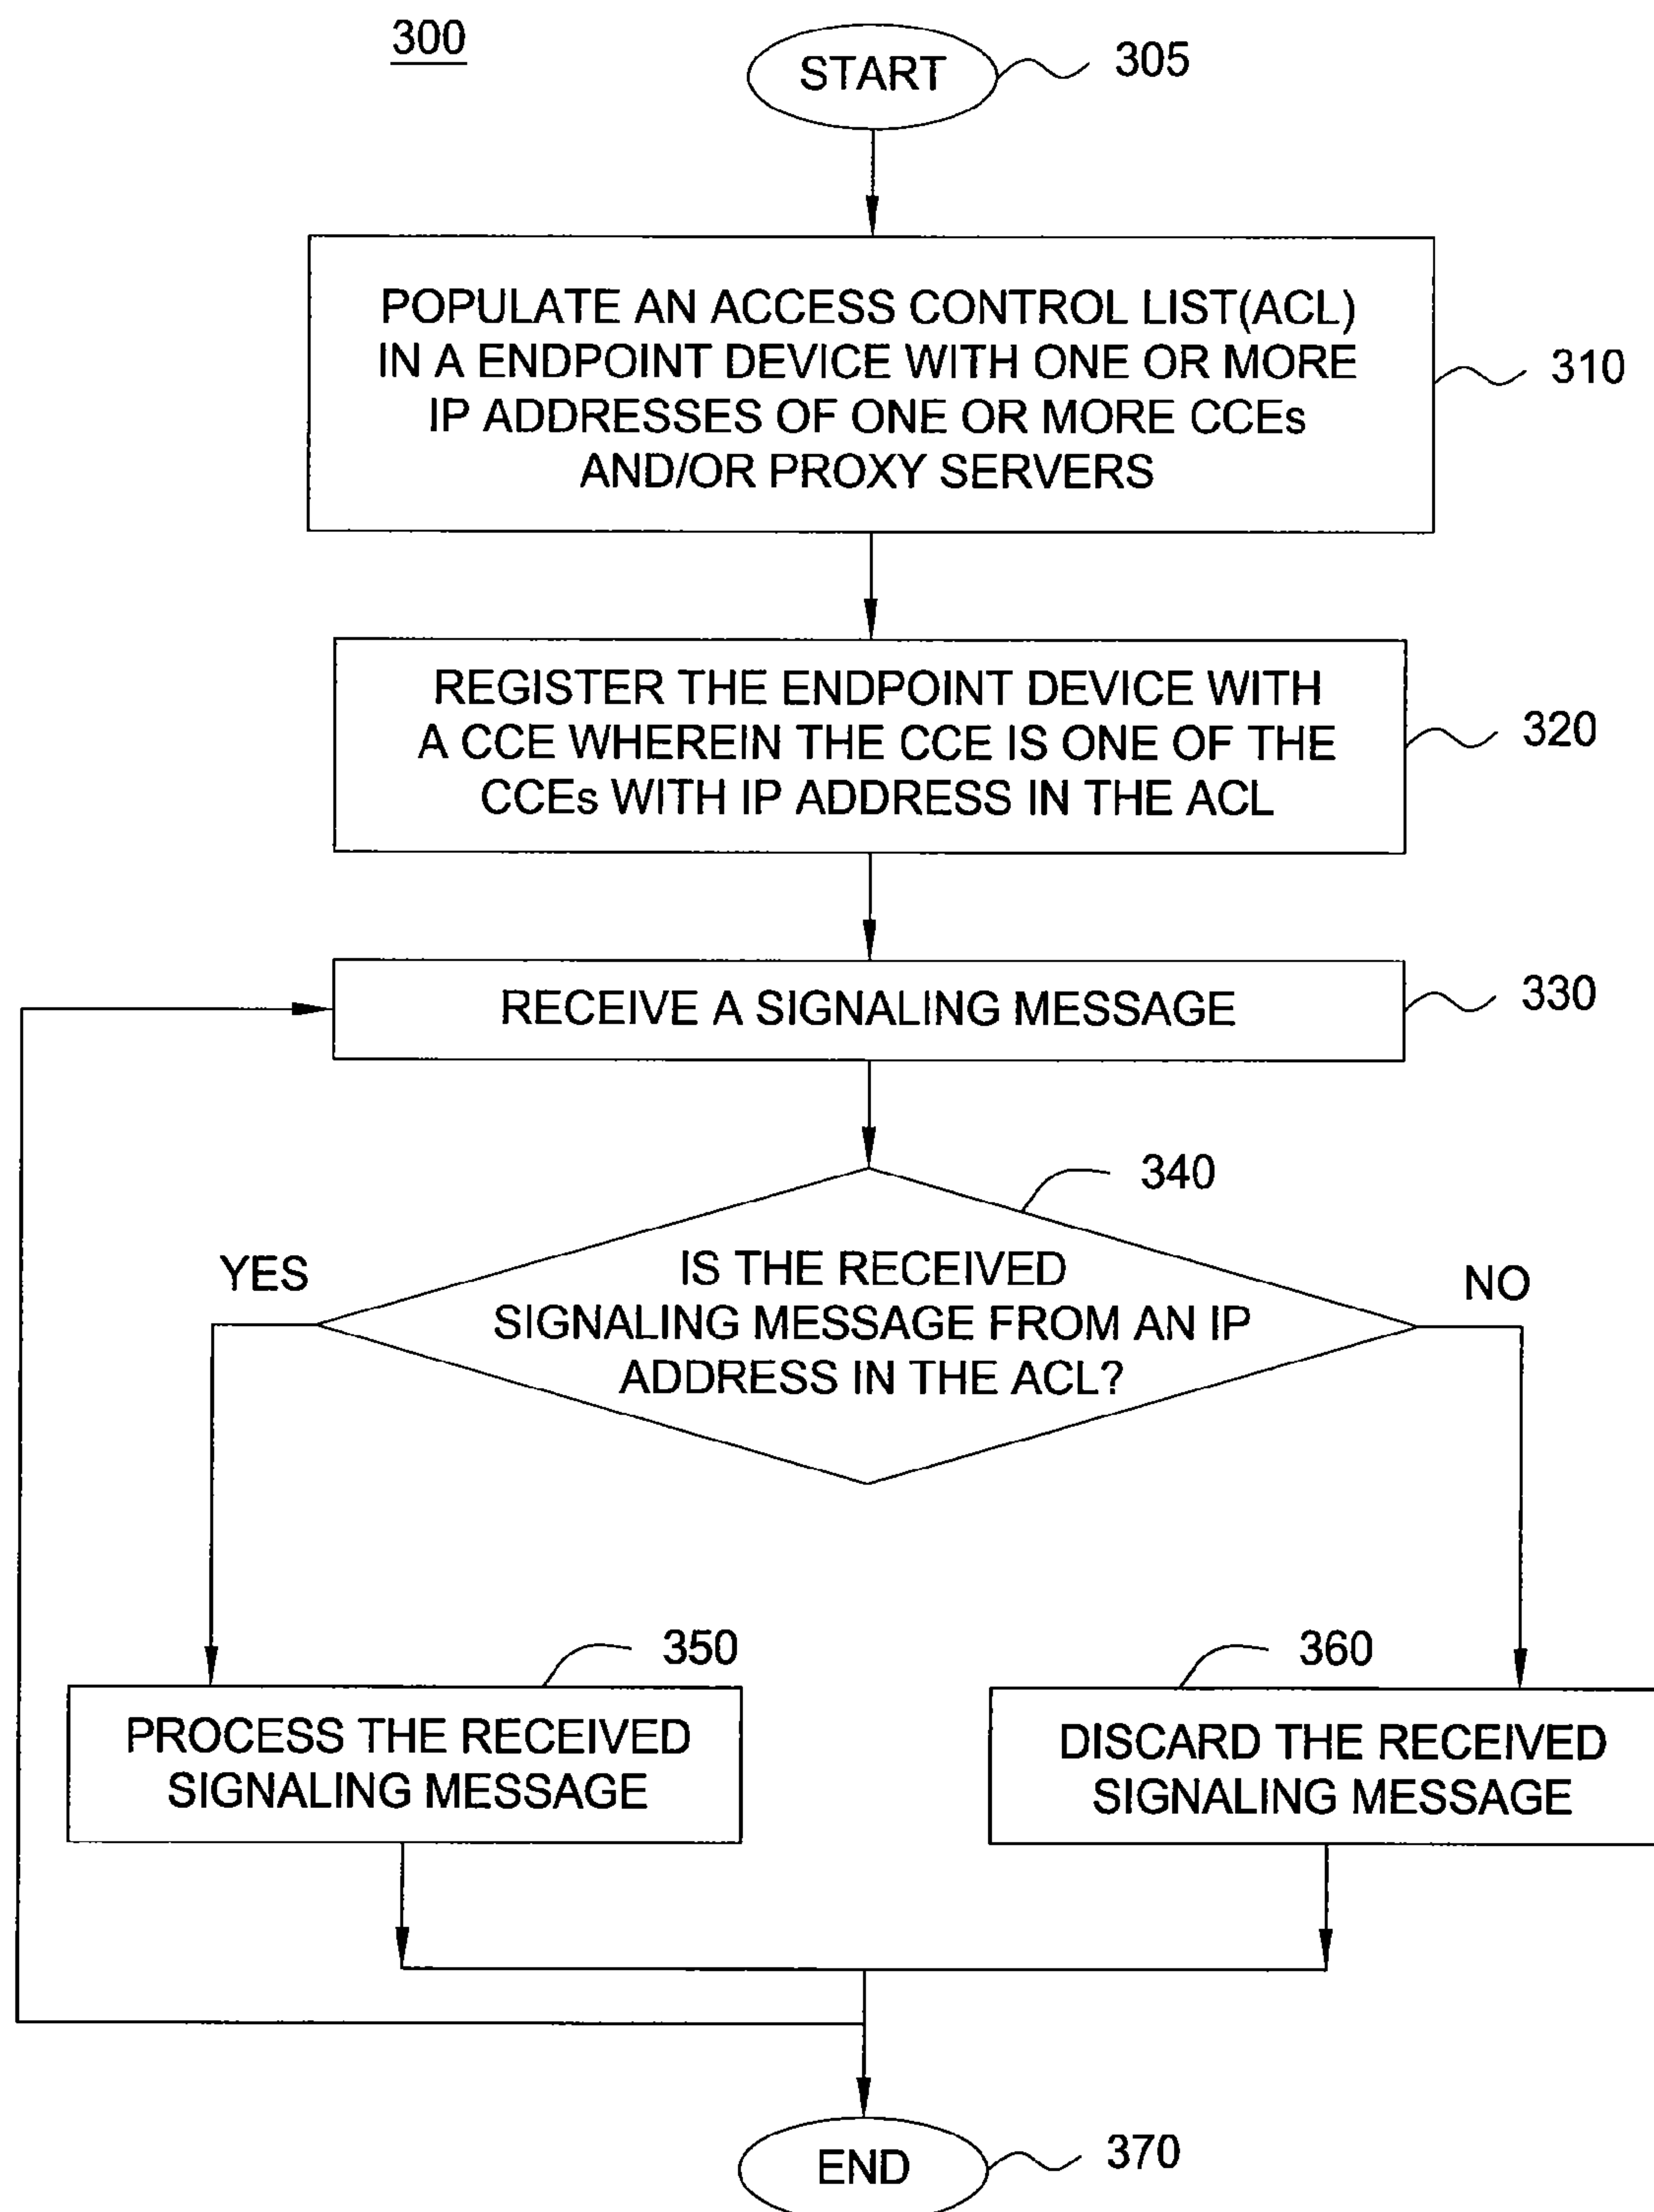 300
START
305
POPULATE AN ACCESS CONTROL LIST(ACL)
IN A ENDPOINT DEVICE WITH ONE OR MORE
IP ADDRESSES OF ONE OR MORE CCEs
AND/OR PROXY SERVERS
310
REGISTER THE ENDPOINT DEVICE WITH
A CCE WHEREIN THE CCE IS ONE OF THE
CCEs WITH IP ADDRESS IN THE ACL
320
RECEIVE A SIGNALING MESSAGE
330
340
IS THE RECEIVED
SIGNALING MESSAGE FROM AN IP
ADDRESS IN THE ACL?
YES
NO
350
PROCESS THE RECEIVED
SIGNALING MESSAGE
360
DISCARD THE RECEIVED
SIGNALING MESSAGE
END
370